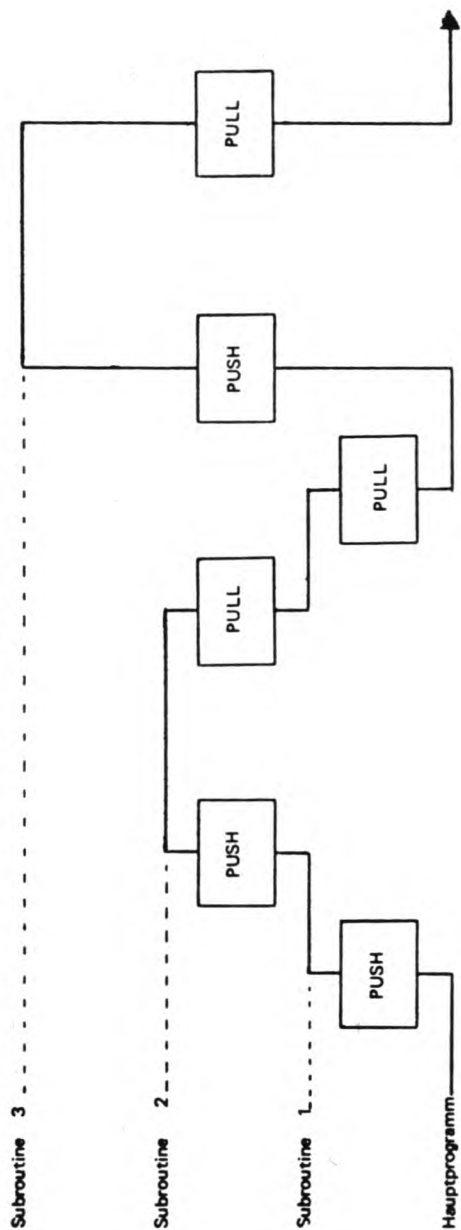 Subroutine 3
Subroutine 2
Subroutine 1
Hauptprogramm
PUSH
PUSH
PULL
PULL
PUSH
PULL